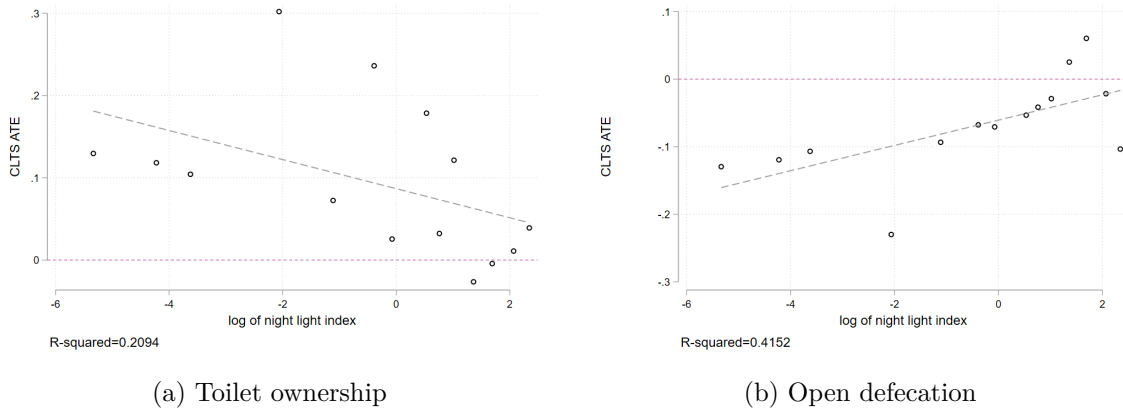 .3
.2
.1
0
CLTS ATE
-6
-4
-2
0
2
log of night light index
R-squared=0.2094
(a) Toilet ownership
.1
0
-.1
-.2
-.3
CLTS ATE
-6
-4
-2
0
2
log of night light index
R-squared=0.4152
(b) Open defecation